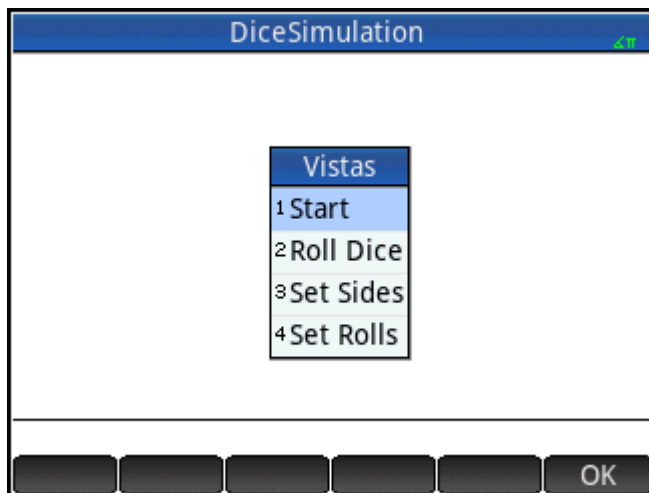 DiceSimulation
∠π
Vistas
1 Start
2 Roll Dice
3 Set Sides
4 Set Rolls
OK